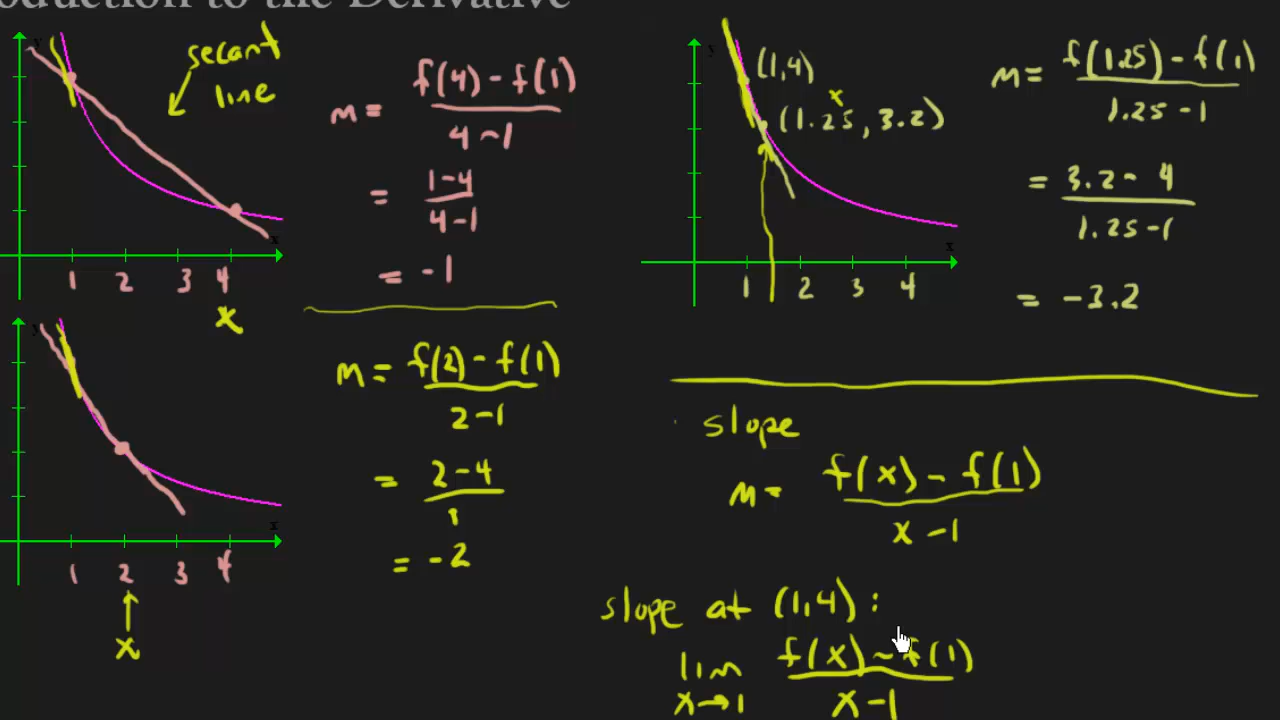 oduction to the Derivative
y
secant
line
x
1 2 3 4
x
m = f(4) - f(1) / 4 - 1
= 1-4 / 4-1
= -1
y
x
1 2 3 4
x
m = f(2) - f(1) / 2-1
= 2-4 / 1
= -2
y
(1,4)
x
(1.25, 3.2)
x
1 2 3 4
m = f(1.25) - f(1) / 1.25-1
= 3.2 - 4 / 1.25-1
= -3.2
slope
m = f(x) - f(1) / x-1
slope at (1,4):
lim x→1 f(x) - f(1) / x-1